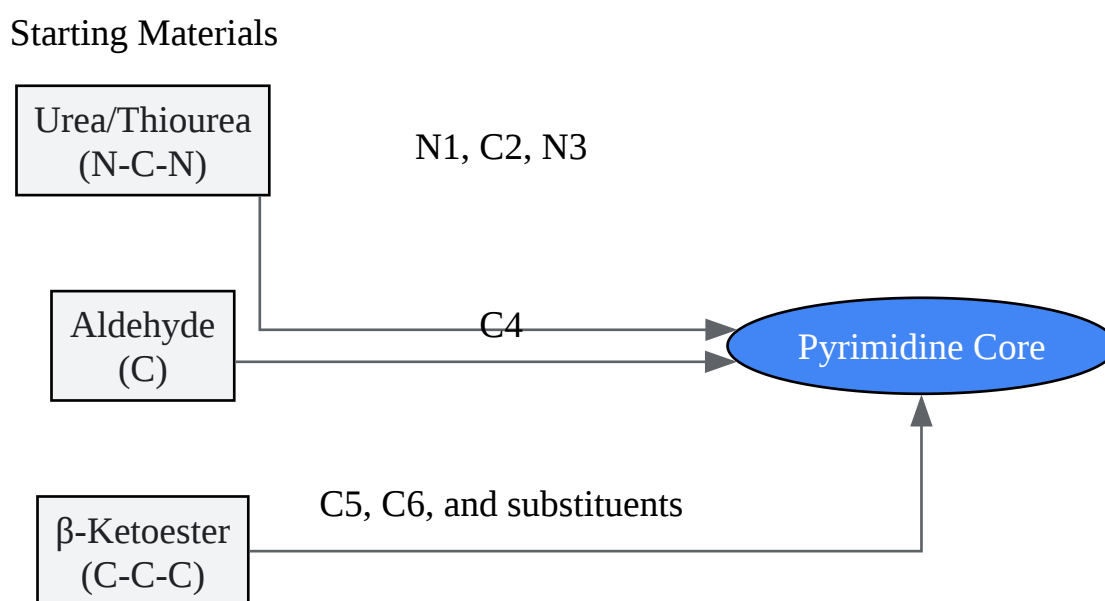 Starting Materials
Urea/Thiourea
(N-C-N)
N1, C2, N3
Aldehyde
(C)
C4
Pyrimidine Core
β-Ketoester
(C-C-C)
C5, C6, and substituents